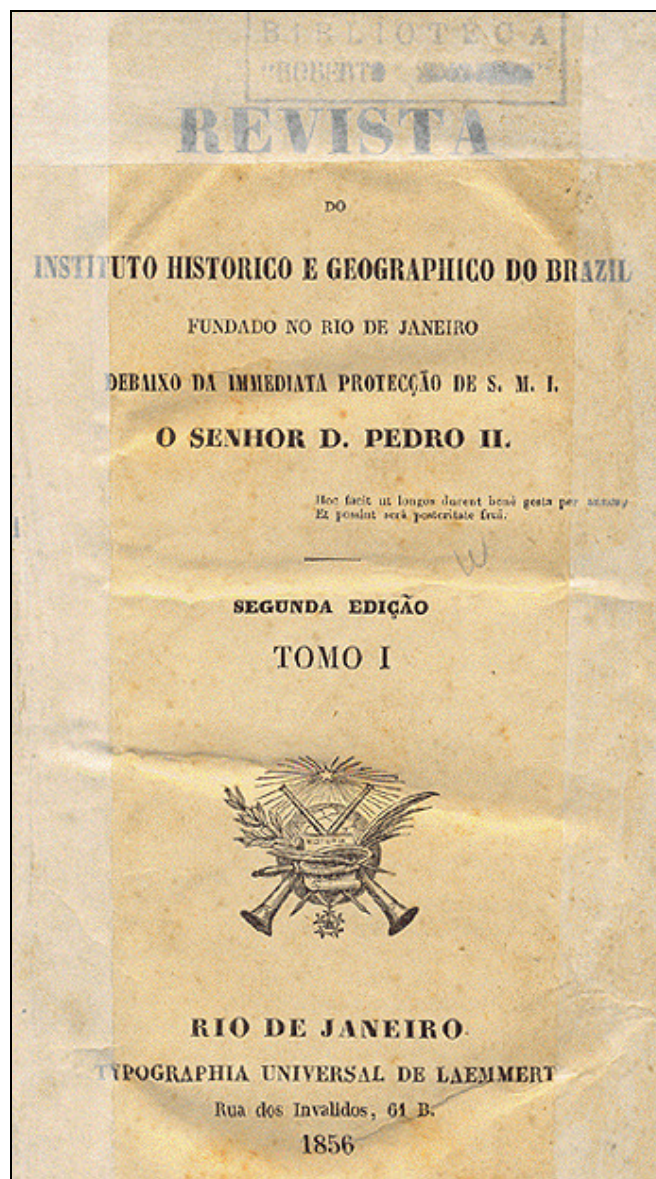 BIBLIOTECA
"ROBERTO
REVISTA
DO
INSTITUTO HISTORICO E GEOGRAPHICO DO BRAZIL
FUNDADO NO RIO DE JANEIRO
DEBAIXO DA IMMEDIATA PROTECÇÃO DE S. M. I.
O SENHOR D. PEDRO II.
Hoc facit ut longos durent benè gesta per annos,
Et possint serâ posteritate frui.
SEGUNDA EDIÇÃO
TOMO I
RIO DE JANEIRO
TYPOGRAPHIA UNIVERSAL DE LAEMMERT
Rua dos Invalidos, 61 B.
1856